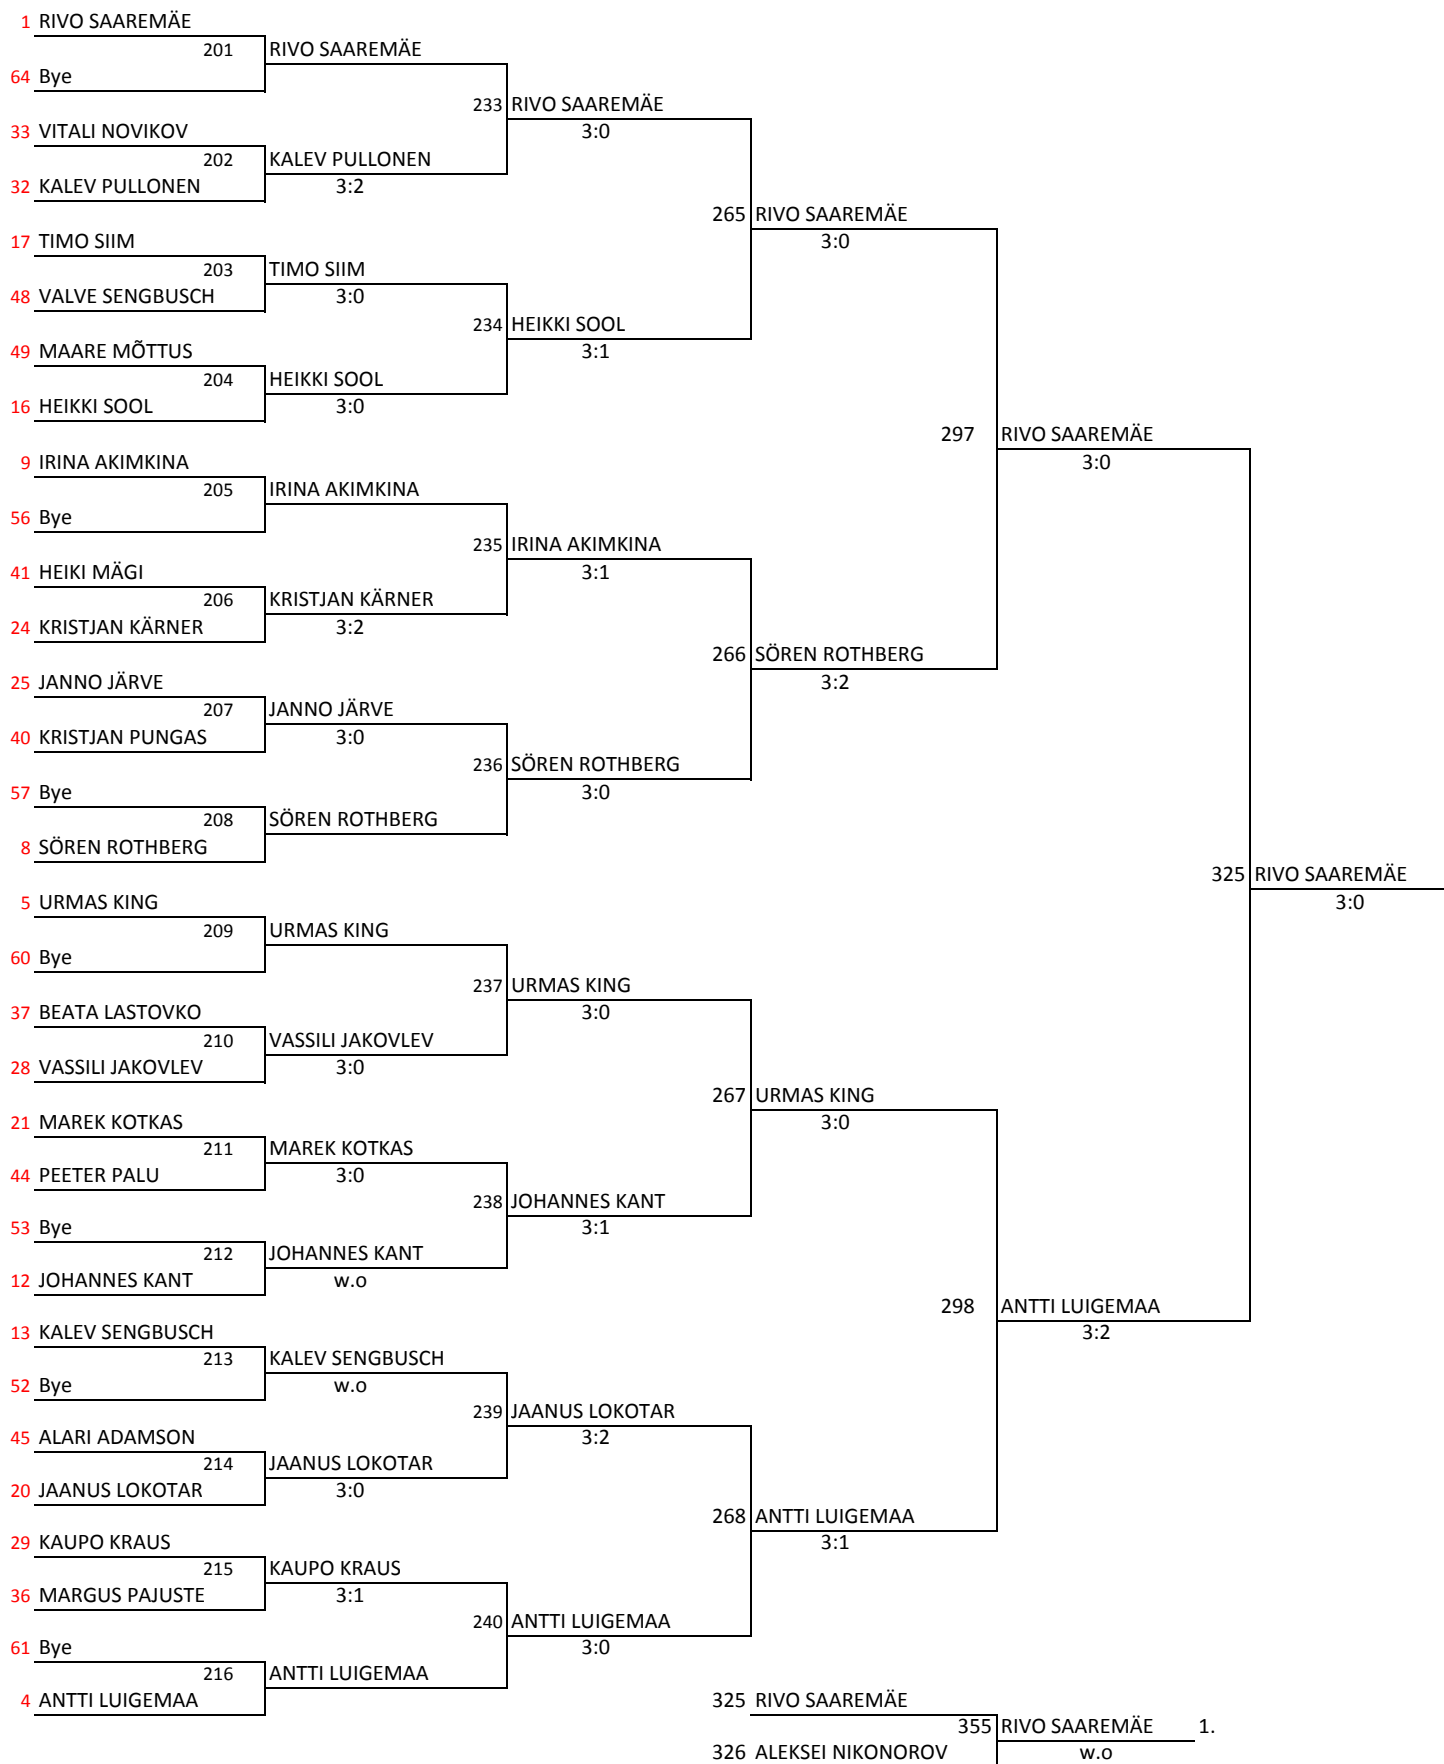 1 RIVO SAAREMÄE
201 RIVO SAAREMÄE
64 Bye
233 RIVO SAAREMÄE
3:0
33 VITALI NOVIKOV
202 KALEV PULLONEN
32 KALEV PULLONEN 3:2
265 RIVO SAAREMÄE
3:0
17 TIMO SIIM
203 TIMO SIIM
48 VALVE SENGBUSCH 3:0
234 HEIKKI SOOL
3:1
49 MAARE MÕTTUS
204 HEIKKI SOOL
16 HEIKKI SOOL 3:0
297 RIVO SAAREMÄE
3:0
9 IRINA AKIMKINA
205 IRINA AKIMKINA
56 Bye
235 IRINA AKIMKINA
3:1
41 HEIKI MÄGI
206 KRISTJAN KÄRNER
24 KRISTJAN KÄRNER 3:2
266 SÖREN ROTHBERG
3:2
25 JANNO JÄRVE
207 JANNO JÄRVE
40 KRISTJAN PUNGAS 3:0
236 SÖREN ROTHBERG
3:0
57 Bye
208 SÖREN ROTHBERG
8 SÖREN ROTHBERG
325 RIVO SAAREMÄE
3:0
5 URMAS KING
209 URMAS KING
60 Bye
237 URMAS KING
3:0
37 BEATA LASTOVKO
210 VASSILI JAKOVLEV
28 VASSILI JAKOVLEV 3:0
267 URMAS KING
3:0
21 MAREK KOTKAS
211 MAREK KOTKAS
44 PEETER PALU 3:0
238 JOHANNES KANT
3:1
53 Bye
212 JOHANNES KANT
12 JOHANNES KANT w.o
298 ANTTI LUIGEMAA
3:2
13 KALEV SENGBUSCH
213 KALEV SENGBUSCH
52 Bye w.o
239 JAANUS LOKOTAR
3:2
45 ALARI ADAMSON
214 JAANUS LOKOTAR
20 JAANUS LOKOTAR 3:0
268 ANTTI LUIGEMAA
3:1
29 KAUPO KRAUS
215 KAUPO KRAUS
36 MARGUS PAJUSTE 3:1
240 ANTTI LUIGEMAA
3:0
61 Bye
216 ANTTI LUIGEMAA
4 ANTTI LUIGEMAA
325 RIVO SAAREMÄE
355 RIVO SAAREMÄE 1.
326 ALEKSEI NIKONOROV w.o